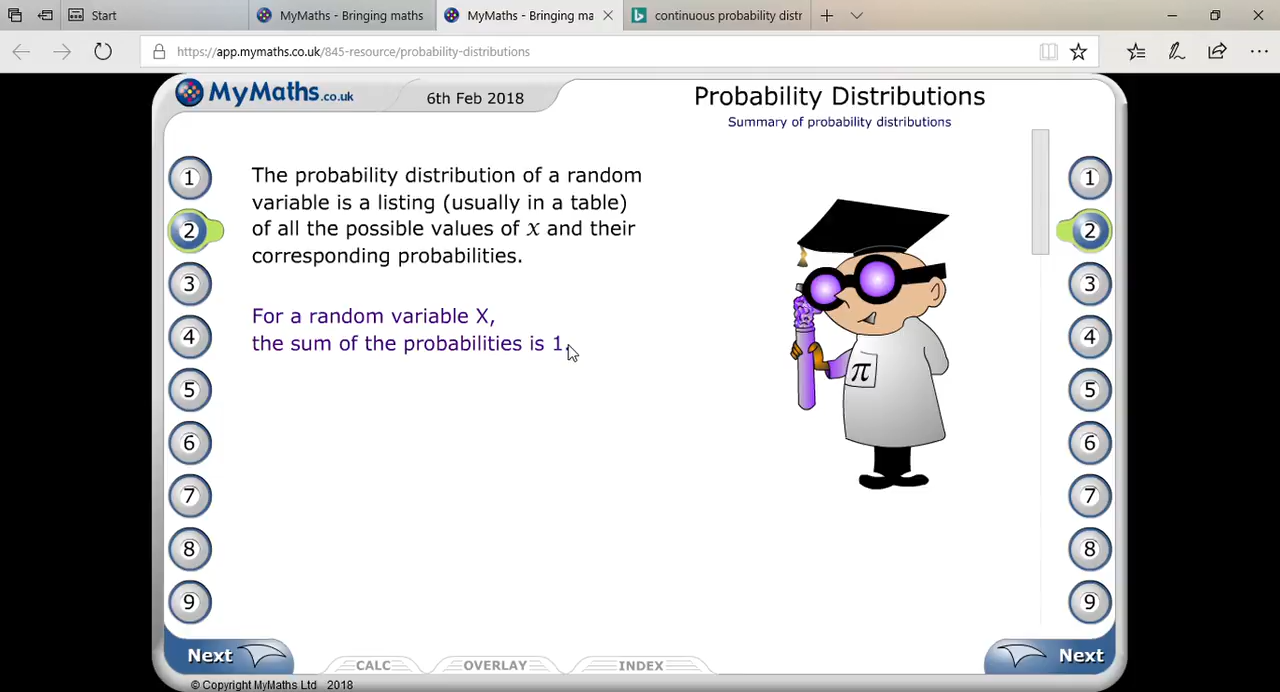 Start
MyMaths - Bringing maths
MyMaths - Bringing ma
continuous probability distr
https://app.mymaths.co.uk/845-resource/probability-distributions
MyMaths.co.uk
6th Feb 2018
Probability Distributions
Summary of probability distributions
The probability distribution of a random
variable is a listing (usually in a table)
of all the possible values of x and their
corresponding probabilities.
For a random variable X,
the sum of the probabilities is 1.
π
1
2
3
4
5
6
7
8
9
1
2
3
4
5
6
7
8
9
Next
CALC
OVERLAY
INDEX
Next
© Copyright MyMaths Ltd 2018